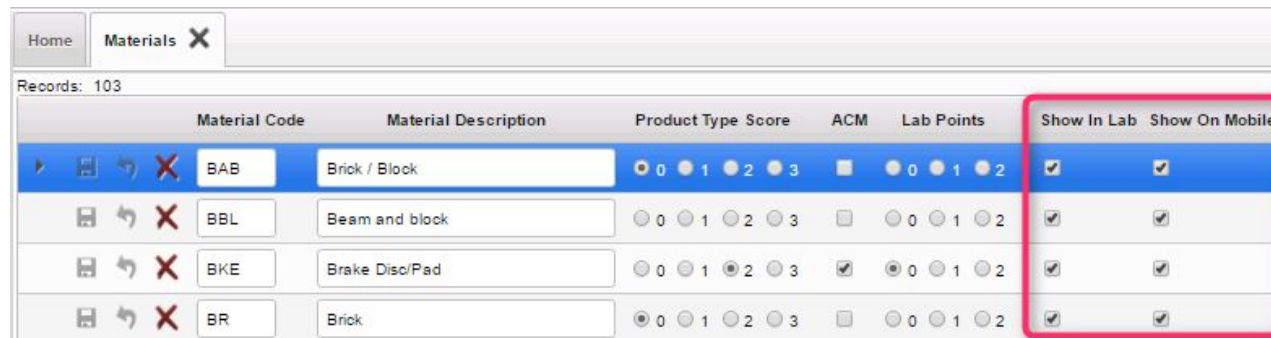 Home Materials
Records: 103
Material Code Material Description Product Type Score ACM Lab Points Show In Lab Show On Mobile
BAB Brick / Block 0 1 2 3 0 1 2
BBL Beam and block 0 1 2 3 0 1 2
BKE Brake Disc/Pad 0 1 2 3 0 1 2
BR Brick 0 1 2 3 0 1 2